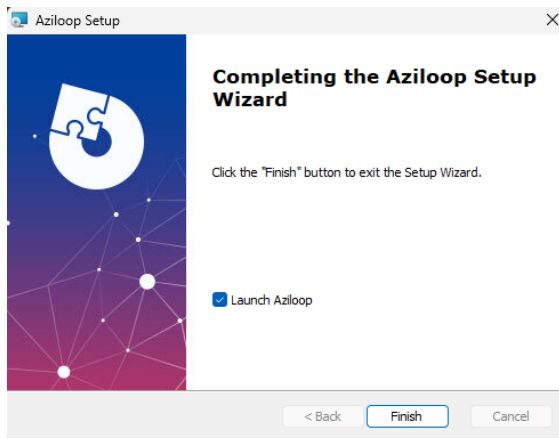 Aziloop Setup
Completing the Aziloop Setup
Wizard
Click the "Finish" button to exit the Setup Wizard.
Launch Aziloop
< Back
Finish
Cancel